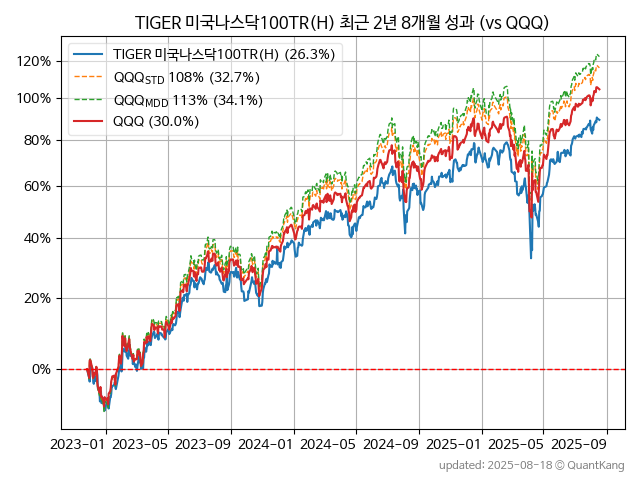 TIGER 미국나스닥100TR(H) 최근 2년 8개월 성과 (vs QQQ)
TIGER 미국나스닥100TR(H) (26.3%)
QQQSTD 108% (32.7%)
QQQMDD 113% (34.1%)
QQQ (30.0%)
120%
100%
80%
60%
40%
20%
0%
2023-01 2023-05 2023-09 2024-01 2024-05 2024-09 2025-01 2025-05 2025-09
updated: 2025-08-18 © QuantKang